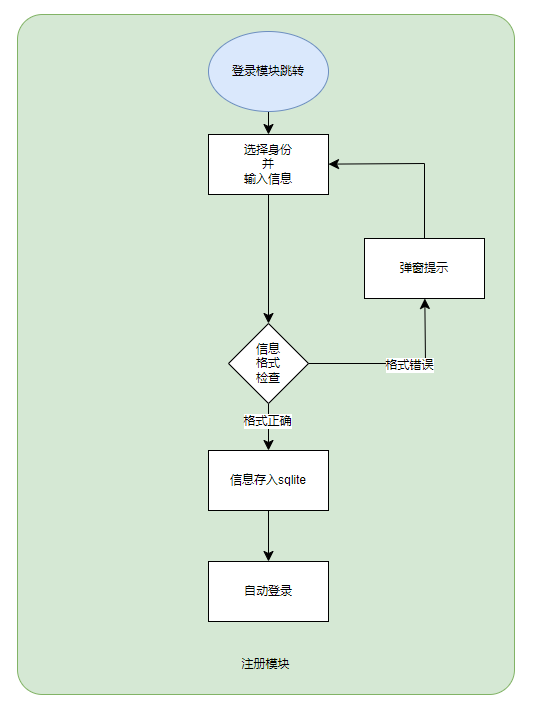 登录模块跳转
选择身份
并
输入信息
弹窗提示
信息
格式
检查
格式错误
格式正确
信息存入sqlite
自动登录
注册模块